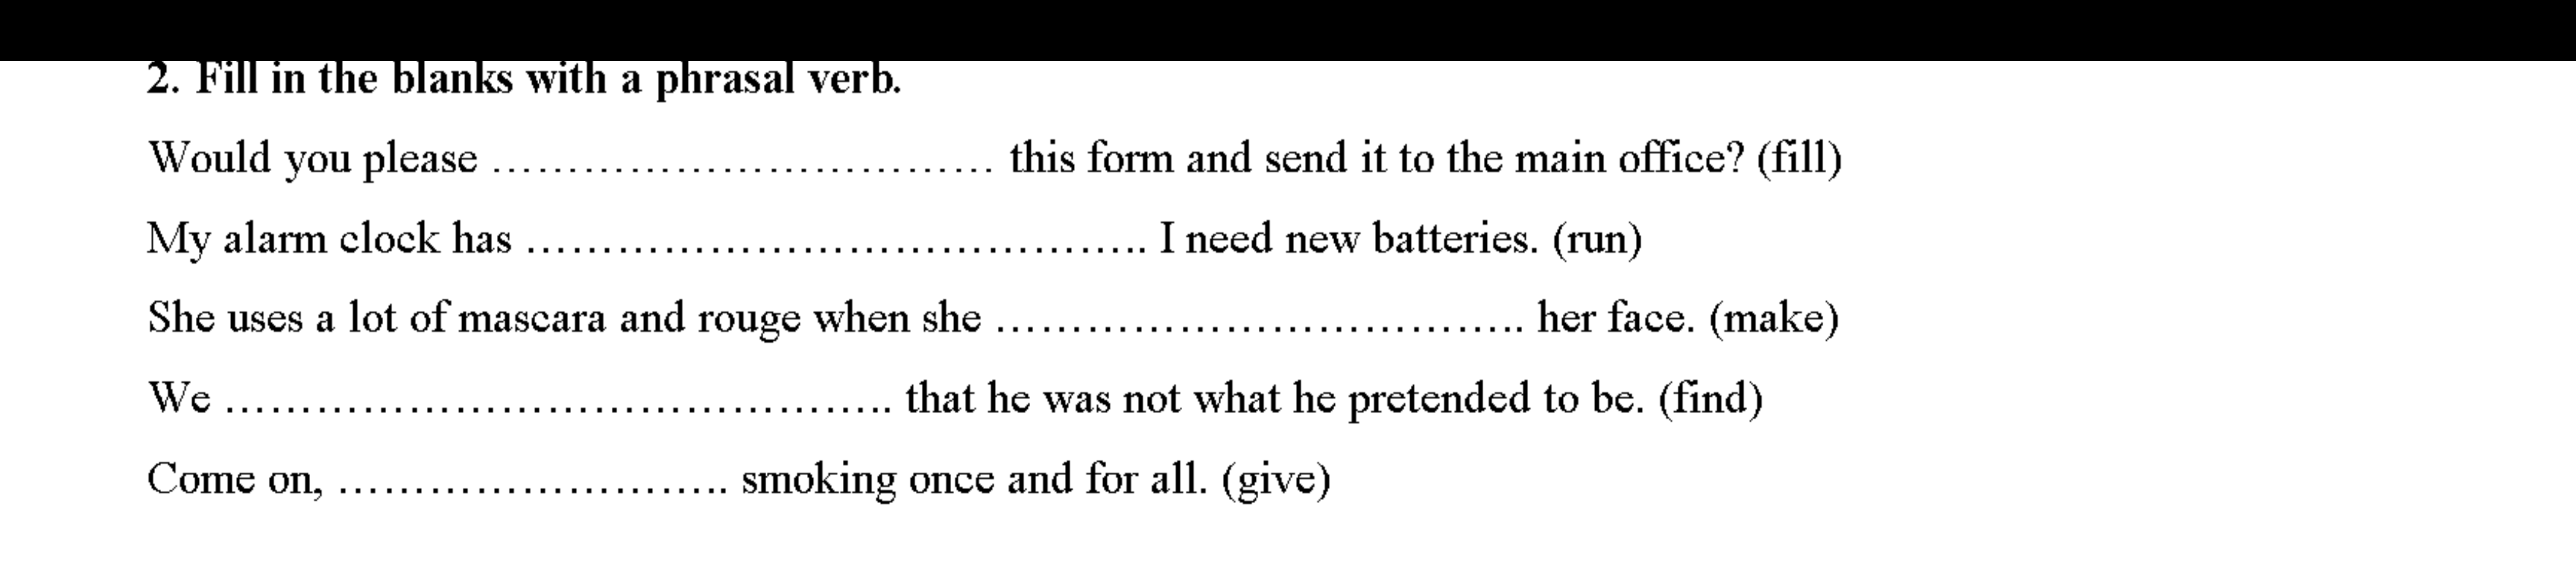 2. Fill in the blanks with a phrasal verb.
Would you please ................................. this form and send it to the main office? (fill)
My alarm clock has ......................................... I need new batteries. (run)
She uses a lot of mascara and rouge when she ................................... her face. (make)
We ............................................ that he was not what he pretended to be. (find)
Come on, .......................... smoking once and for all. (give)